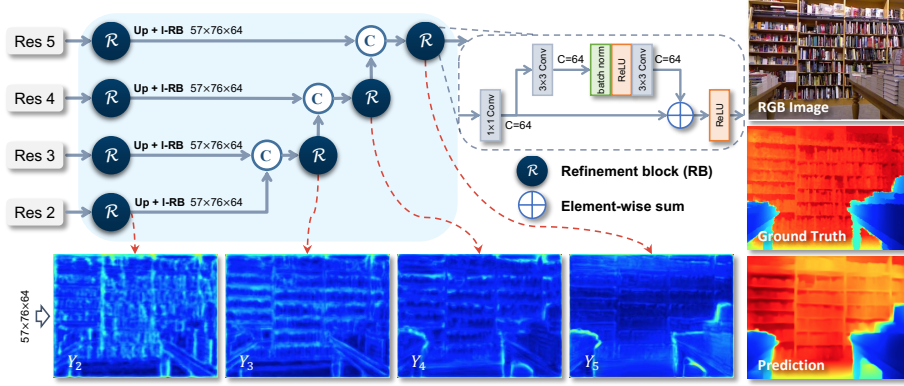 Res 5
ℛ
Up + I-RB 57×76×64
C
ℛ
Res 4
ℛ
Up + I-RB 57×76×64
C
ℛ
Res 3
ℛ
Up + I-RB 57×76×64
C
ℛ
Res 2
ℛ
Up + I-RB 57×76×64
1×1 Conv
C=64
3×3 Conv
C=64
batch norm
ReLU
3×3 Conv
C=64
ReLU
ℛ Refinement block (RB)
Element-wise sum
57×76×64
Y₂
Y₃
Y₄
Y₅
RGB Image
Ground Truth
Prediction